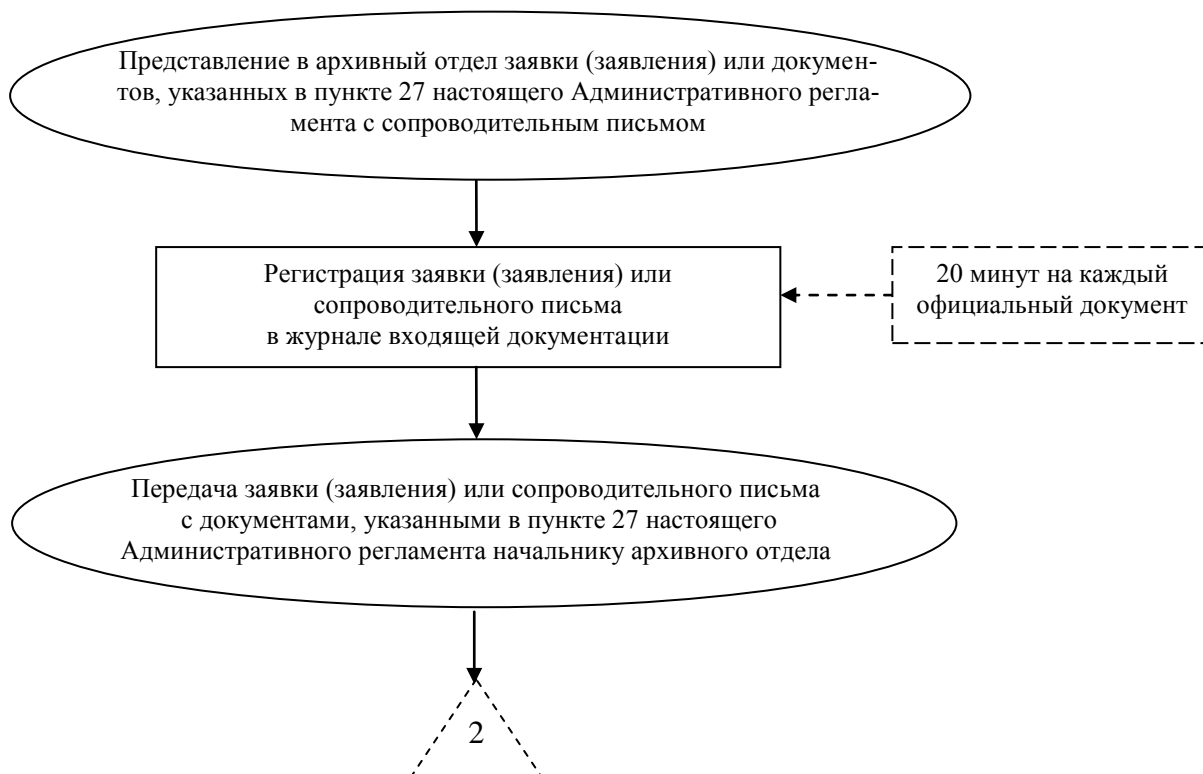 Представление в архивный отдел заявки (заявления) или докумен-
тов, указанных в пункте 27 настоящего Административного регла-
мента с сопроводительным письмом
Регистрация заявки (заявления) или
сопроводительного письма
в журнале входящей документации
20 минут на каждый
официальный документ
Передача заявки (заявления) или сопроводительного письма
с документами, указанными в пункте 27 настоящего
Административного регламента начальнику архивного отдела
2